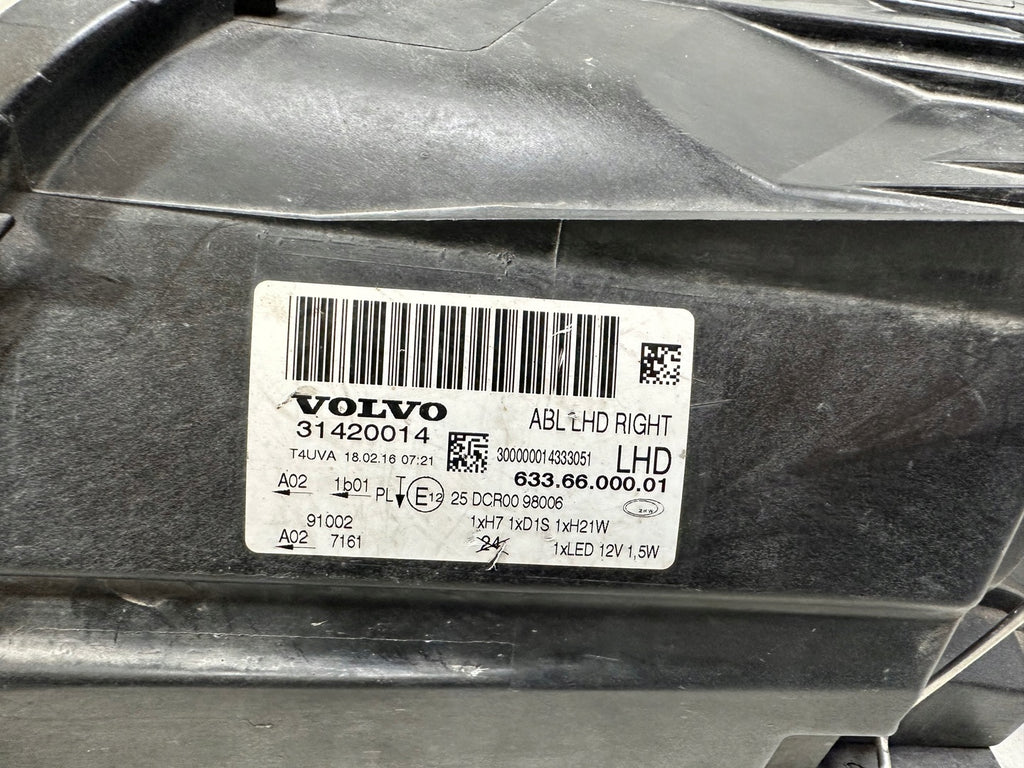 VOLVO
ABL LHD RIGHT
31420014
T4UVA 18.02.16 07:21
300000014333051
LHD
633.66.000.01
A02 1b01 PL E12 25 DCR00 98006
ZKW
91002
1xH7 1xD1S 1xH21W
A02 7161
24
1xLED 12V 1,5W